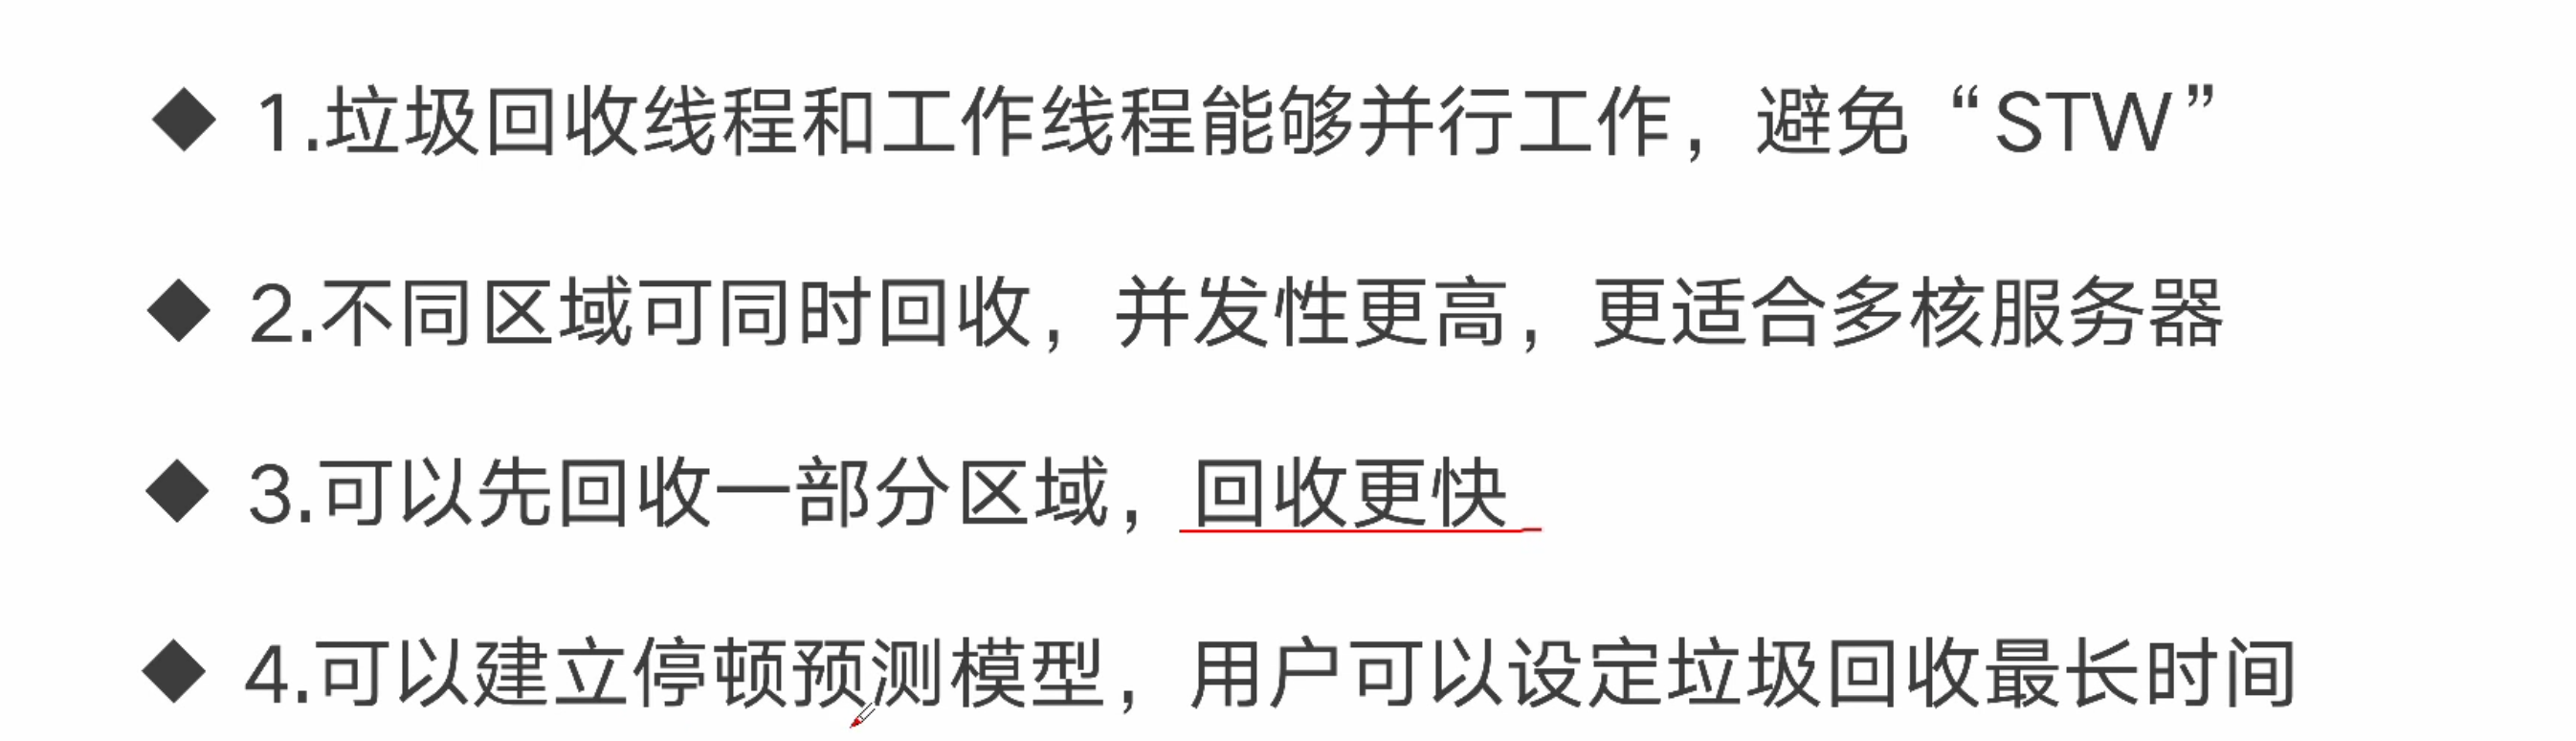 ◆ 1.垃圾回收线程和工作线程能够并行工作，避免“STW”
◆ 2.不同区域可同时回收，并发性更高，更适合多核服务器
◆ 3.可以先回收一部分区域，回收更快
◆ 4.可以建立停顿预测模型，用户可以设定垃圾回收最长时间